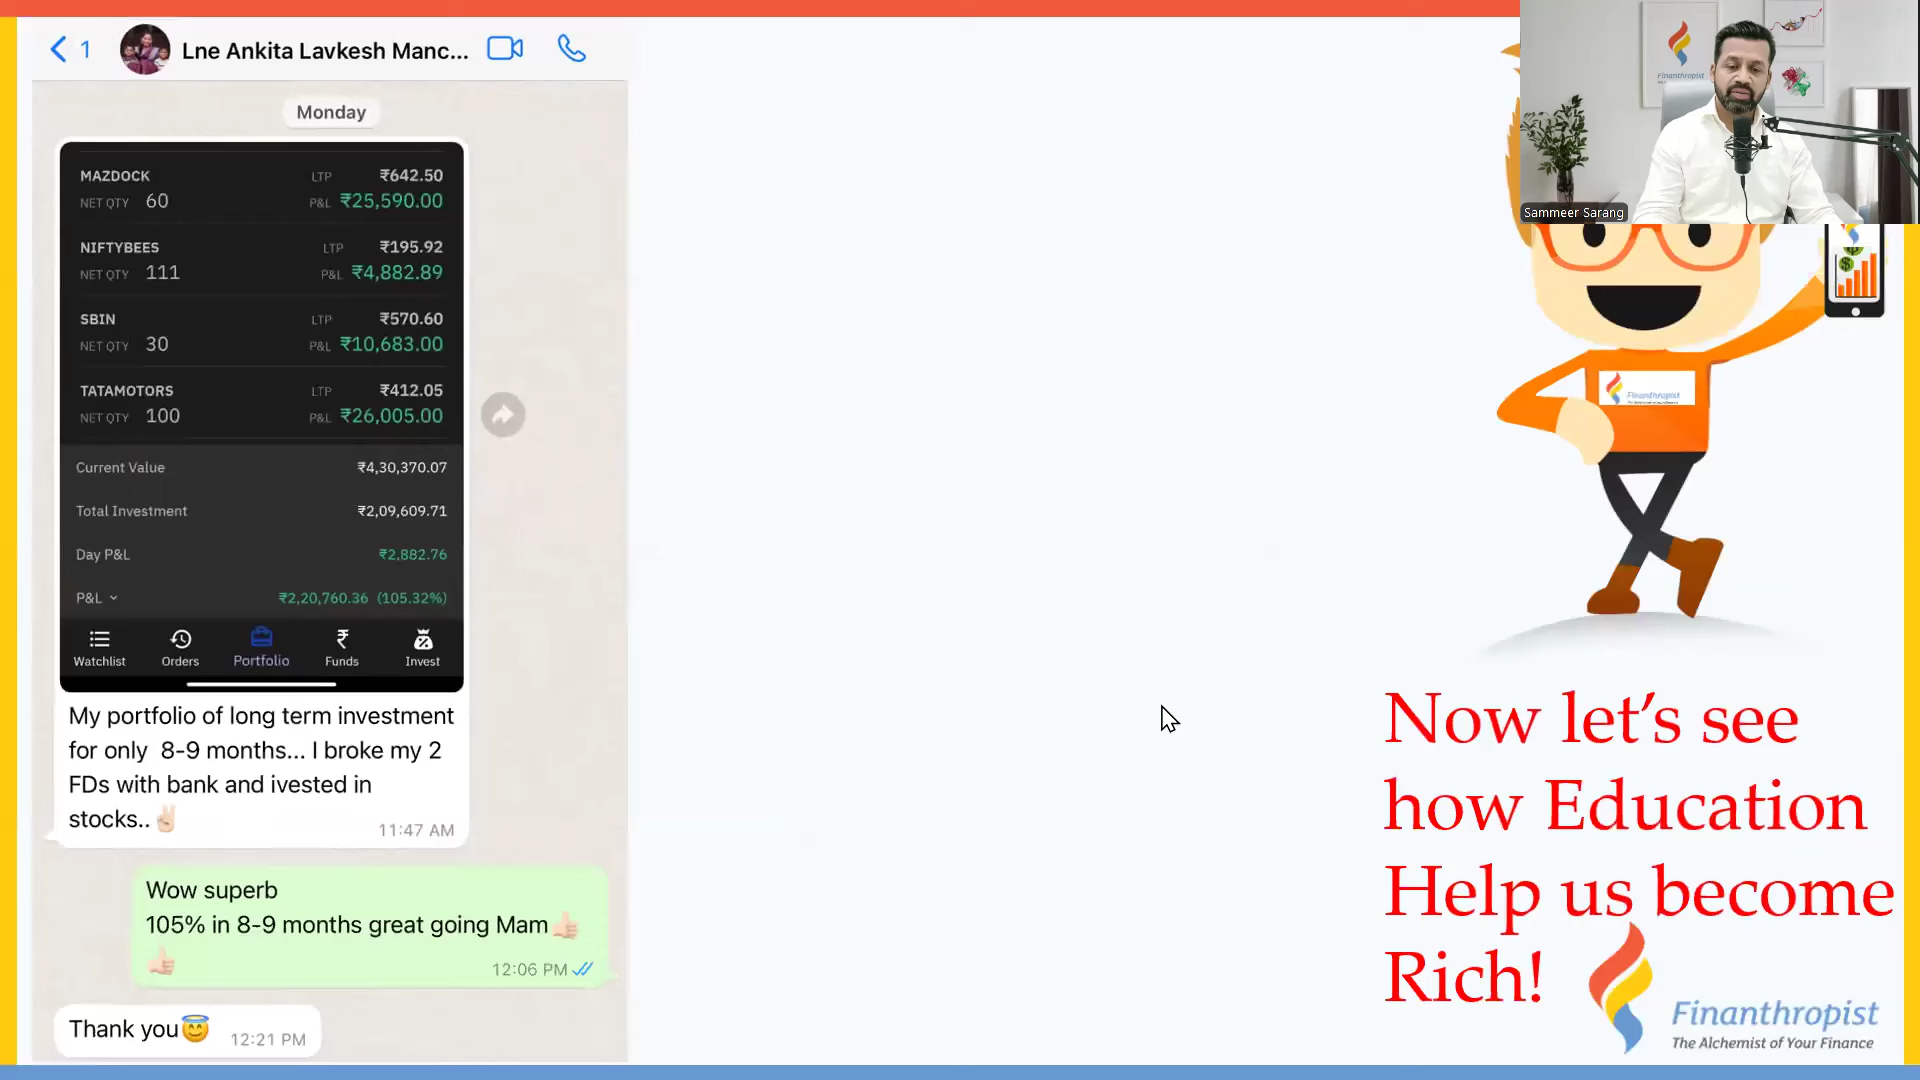 1
Lne Ankita Lavkesh Manc...
Monday
MAZDOCK LTP ₹642.50
NET QTY 60 P&L ₹25,590.00
NIFTYBEES LTP ₹195.92
NET QTY 111 P&L ₹4,882.89
SBIN LTP ₹570.60
NET QTY 30 P&L ₹10,683.00
TATAMOTORS LTP ₹412.05
NET QTY 100 P&L ₹26,005.00
Current Value ₹4,30,370.07
Total Investment ₹2,09,609.71
Day P&L ₹2,882.76
P&L ₹2,20,760.36 (105.32%)
Watchlist Orders Portfolio Funds Invest
My portfolio of long term investment
for only 8-9 months... I broke my 2
FDs with bank and ivested in
stocks..✌🏻
11:47 AM
Wow superb
105% in 8-9 months great going Mam👍🏻
👍🏻
12:06 PM
Thank you😇
12:21 PM
Finanthropist
Sammeer Sarang
Finanthropist
Now let’s see
how Education
Help us become
Rich!
Finanthropist
The Alchemist of Your Finance